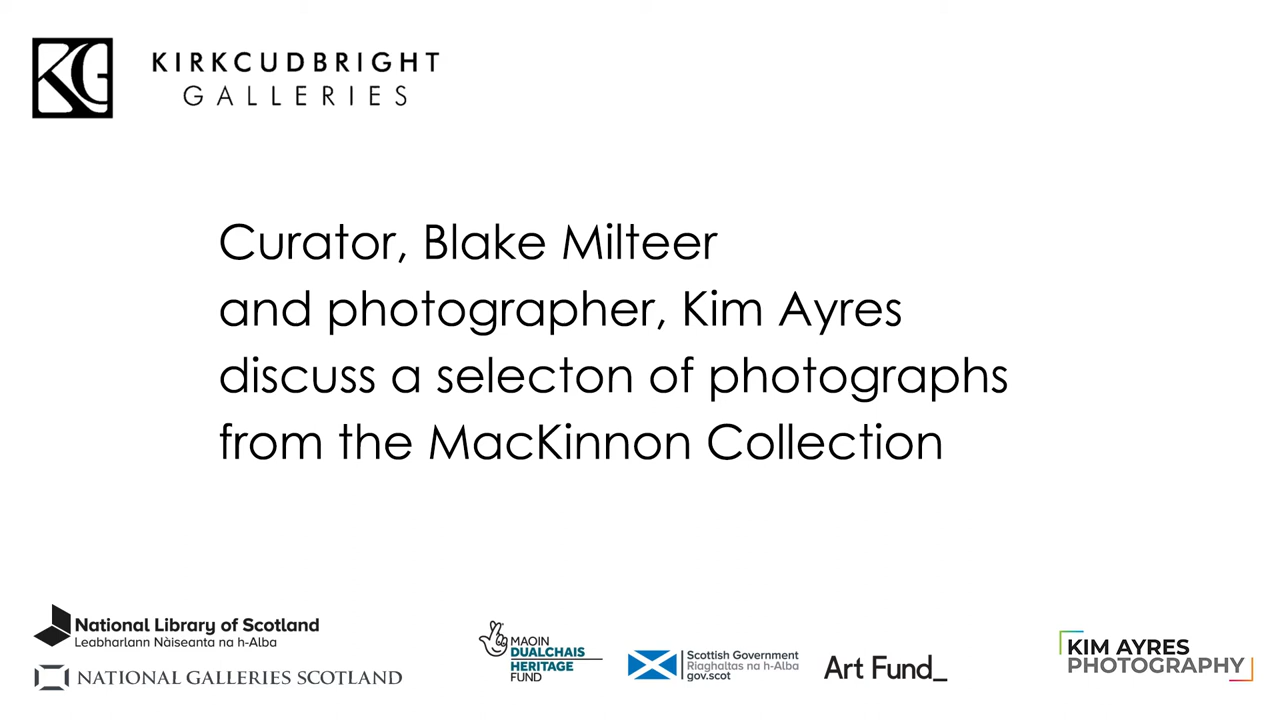 KG
KIRKCUDBRIGHT
GALLERIES
Curator, Blake Milteer
and photographer, Kim Ayres
discuss a selecton of photographs
from the MacKinnon Collection
National Library of Scotland
Leabharlann Nàiseanta na h-Alba
NATIONAL GALLERIES SCOTLAND
MAOIN
DUALCHAIS
HERITAGE
FUND
Scottish Government
Riaghaltas na h-Alba
gov.scot
Art Fund_
KIM AYRES
PHOTOGRAPHY